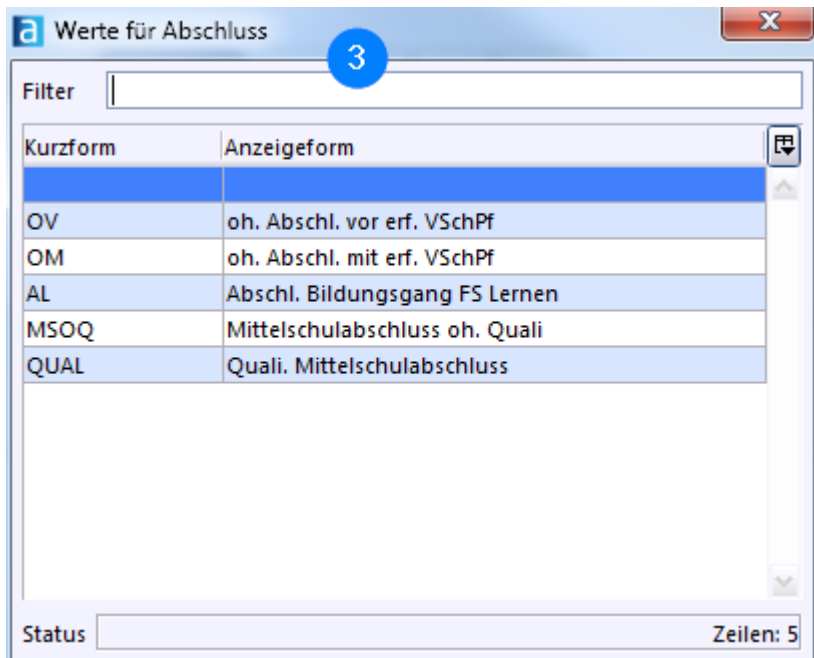 a Werte für Abschluss
3
Filter
Kurzform Anzeigeform
OV oh. Abschl. vor erf. VSchPf
OM oh. Abschl. mit erf. VSchPf
AL Abschl. Bildungsgang FS Lernen
MSOQ Mittelschulabschluss oh. Quali
QUAL Quali. Mittelschulabschluss
Status Zeilen: 5